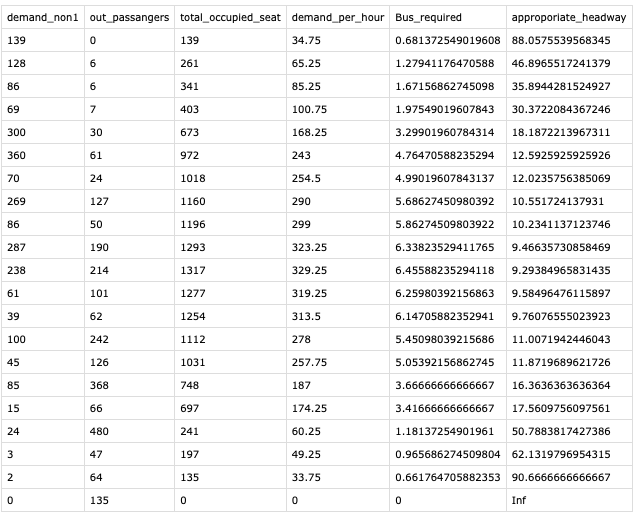 demand_non1 out_passangers total_occupied_seat demand_per_hour Bus_required approporiate_headway
139 0 139 34.75 0.681372549019608 88.0575539568345
128 6 261 65.25 1.27941176470588 46.8965517241379
86 6 341 85.25 1.67156862745098 35.8944281524927
69 7 403 100.75 1.97549019607843 30.3722084367246
300 30 673 168.25 3.29901960784314 18.1872213967311
360 61 972 243 4.76470588235294 12.5925925925926
70 24 1018 254.5 4.99019607843137 12.0235756385069
269 127 1160 290 5.68627450980392 10.551724137931
86 50 1196 299 5.86274509803922 10.2341137123746
287 190 1293 323.25 6.33823529411765 9.46635730858469
238 214 1317 329.25 6.45588235294118 9.29384965831435
61 101 1277 319.25 6.25980392156863 9.58496476115897
39 62 1254 313.5 6.14705882352941 9.76076555023923
100 242 1112 278 5.45098039215686 11.0071942446043
45 126 1031 257.75 5.05392156862745 11.8719689621726
85 368 748 187 3.66666666666667 16.3636363636364
15 66 697 174.25 3.41666666666667 17.5609756097561
24 480 241 60.25 1.18137254901961 50.7883817427386
3 47 197 49.25 0.965686274509804 62.1319796954315
2 64 135 33.75 0.661764705882353 90.6666666666667
0 135 0 0 0 Inf